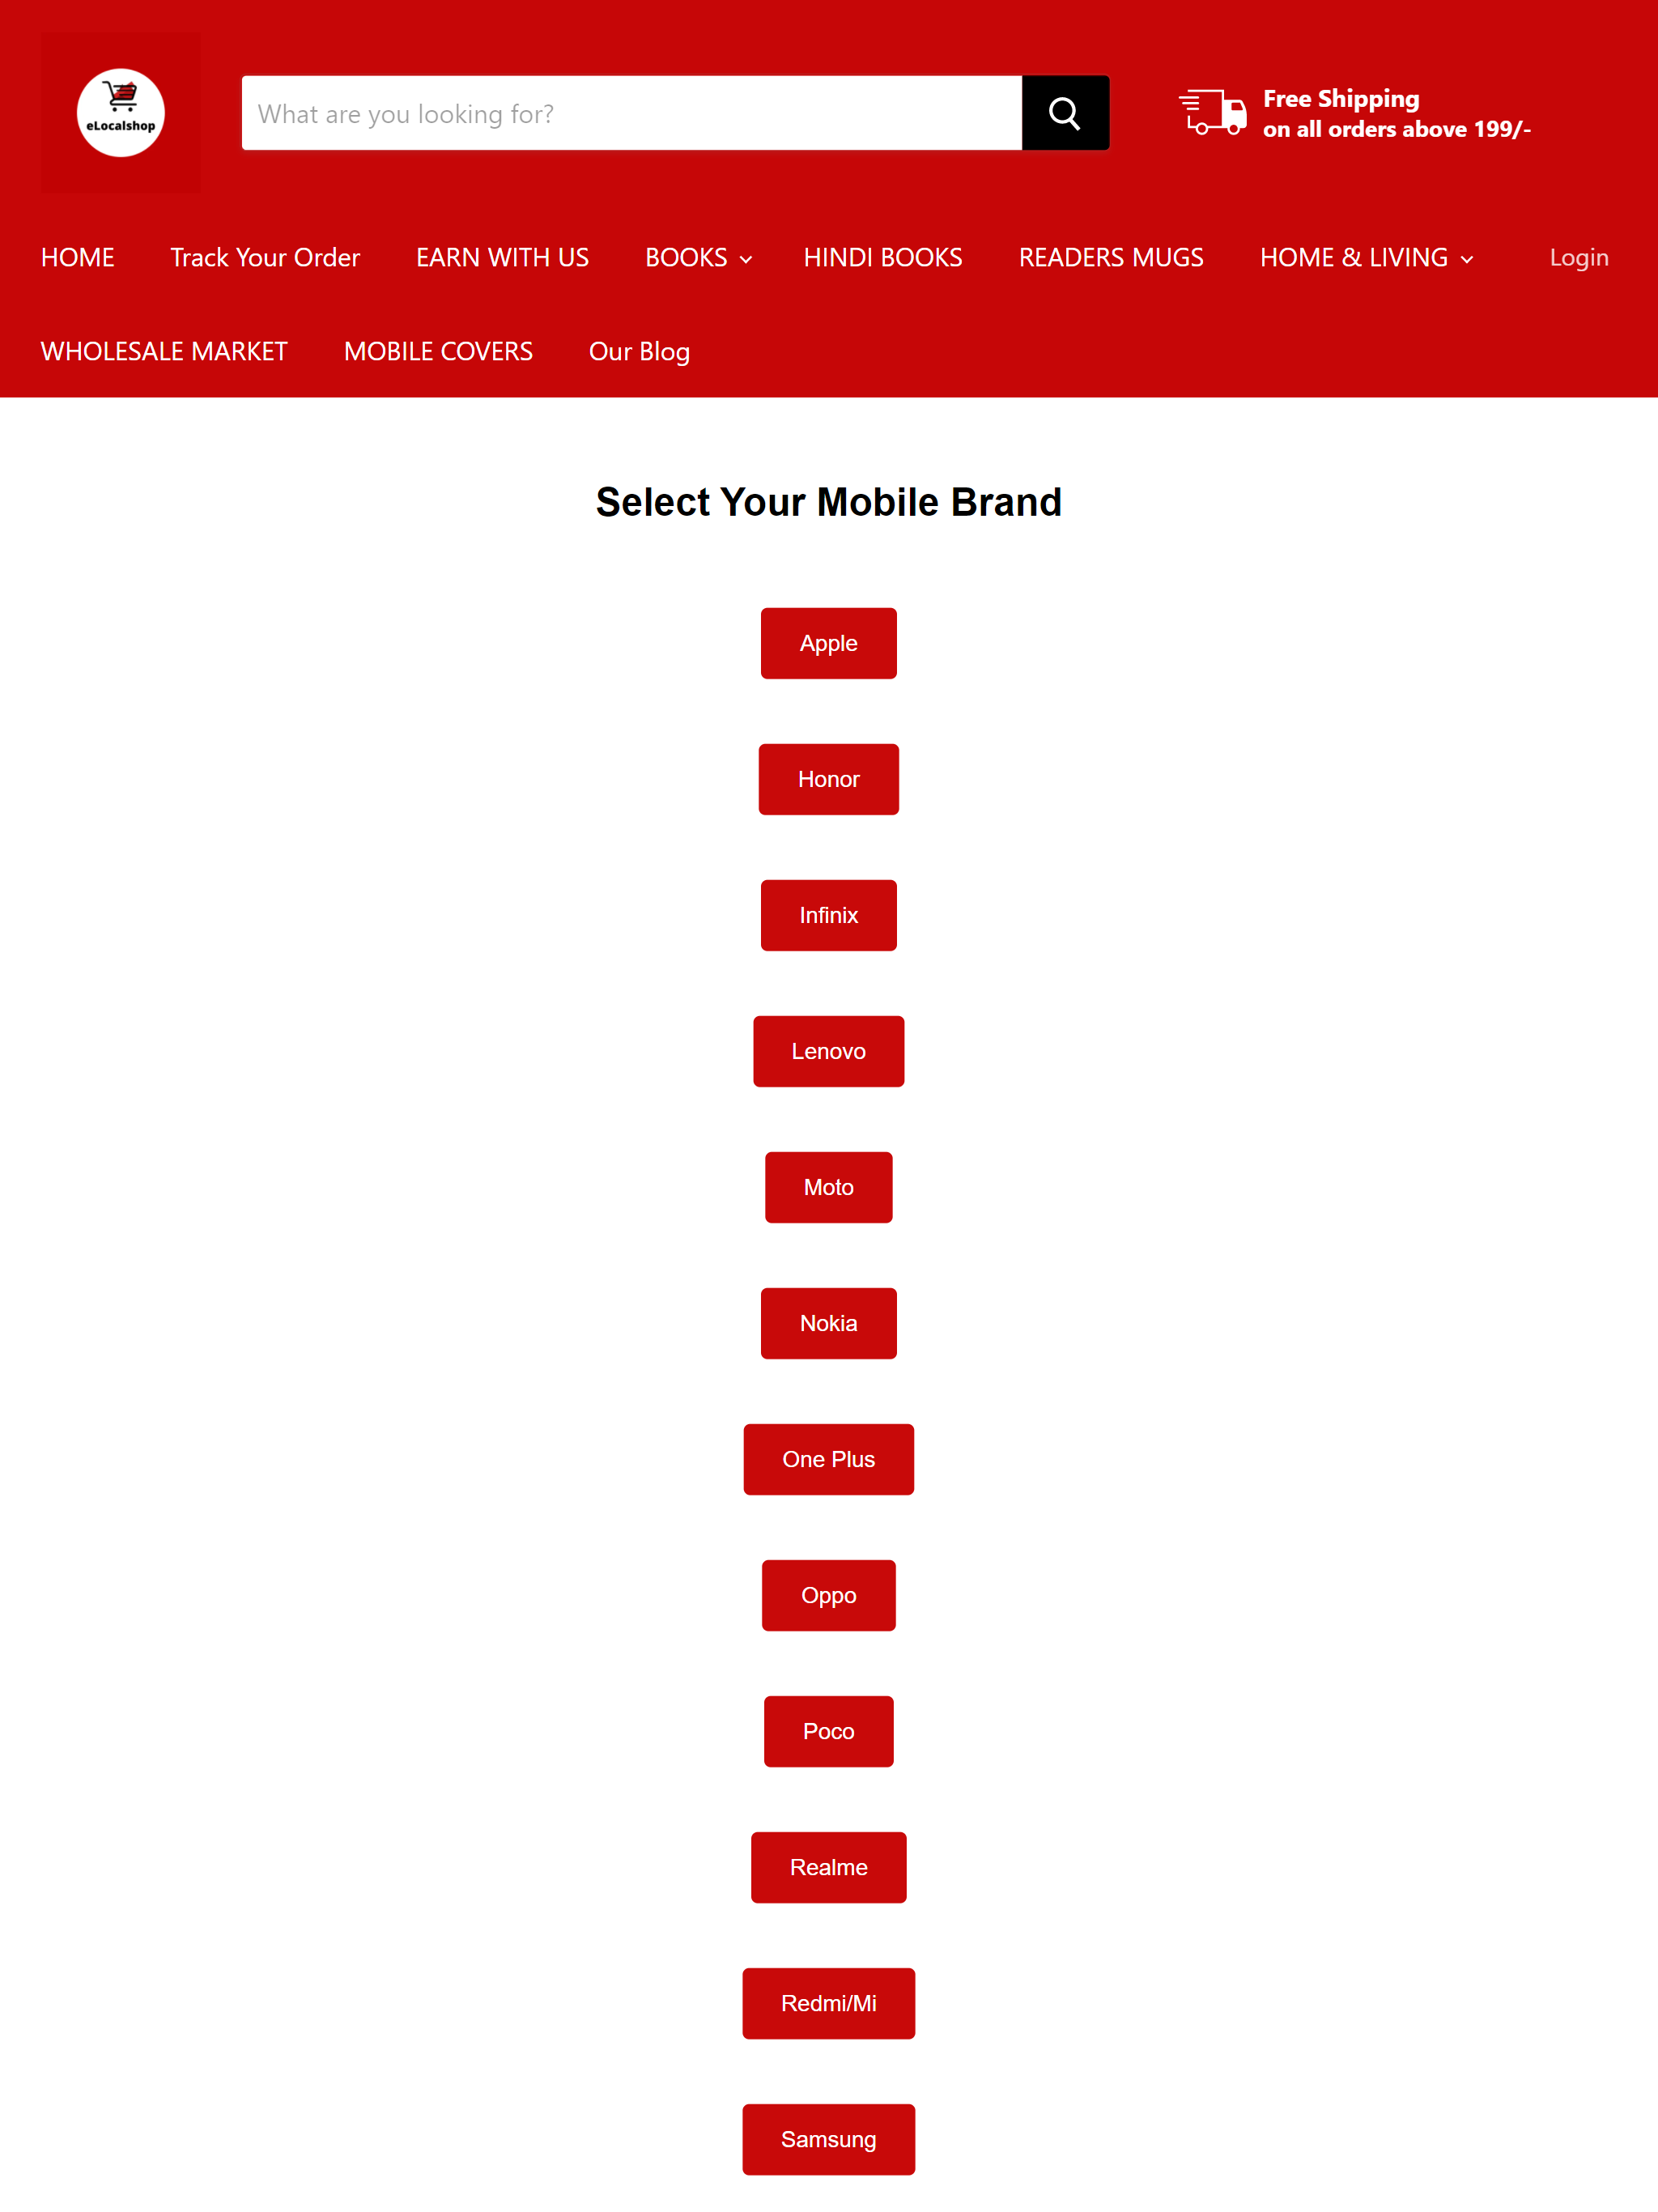 eLocalshop
What are you looking for?
Free Shipping
on all orders above 199/-
HOME
Track Your Order
EARN WITH US
BOOKS
HINDI BOOKS
READERS MUGS
HOME & LIVING
Login
WHOLESALE MARKET
MOBILE COVERS
Our Blog
Select Your Mobile Brand
Apple
Honor
Infinix
Lenovo
Moto
Nokia
One Plus
Oppo
Poco
Realme
Redmi/Mi
Samsung